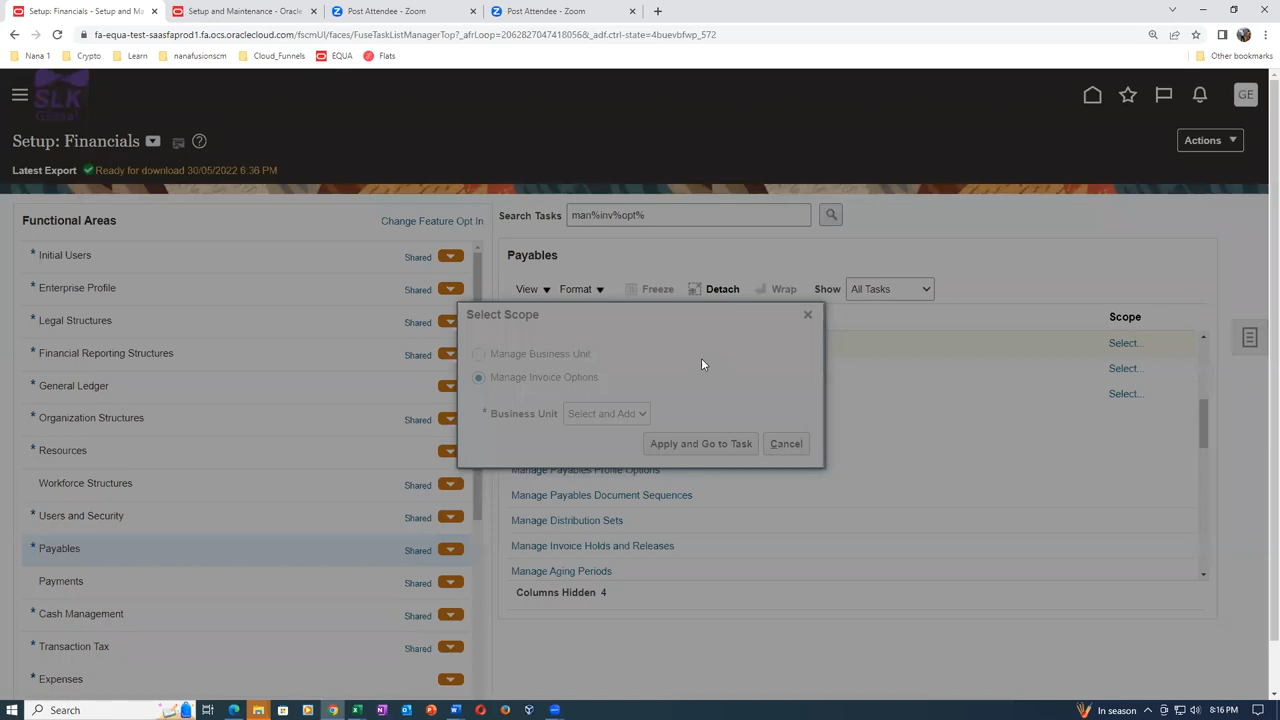 Setup: Financials - Setup and Ma
Setup and Maintenance - Oracle
Post Attendee - Zoom
Post Attendee - Zoom
fa-equa-test-saasfaprod1.fa.ocs.oraclecloud.com/fscmUI/faces/FuseTaskListManagerTop?_afrLoop=20628270474180568&_adf.ctrl-state=4buevbfwp_572
Nana 1
Crypto
Learn
nanafusionscm
Cloud_Funnels
EQUA
Flats
Other bookmarks
SLK
Global
GE
Setup: Financials
Actions
Latest Export
Ready for download 30/05/2022 6:36 PM
Functional Areas
Change Feature Opt In
Search Tasks
man%inv%opt%
* Initial Users
Shared
Payables
* Enterprise Profile
Shared
View
Format
Freeze
Detach
Wrap
Show
All Tasks
* Legal Structures
Shared
Select Scope
Scope
Select...
* Financial Reporting Structures
Shared
Manage Business Unit
Select...
* General Ledger
Manage Invoice Options
Select...
* Organization Structures
Shared
* Business Unit
Select and Add
* Resources
Shared
Apply and Go to Task
Cancel
Manage Payables Profile Options
Workforce Structures
Shared
Manage Payables Document Sequences
* Users and Security
Shared
Manage Distribution Sets
* Payables
Shared
Manage Invoice Holds and Releases
Manage Aging Periods
Payments
Shared
Columns Hidden 4
* Cash Management
Shared
* Transaction Tax
Shared
* Expenses
Search
In season
8:16 PM